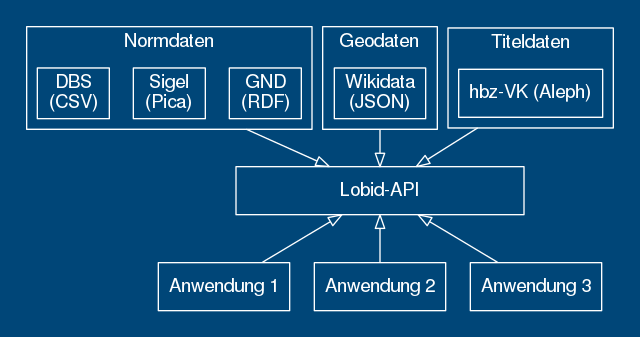 Normdaten
DBS
(CSV)
Sigel
(Pica)
GND
(RDF)
Geodaten
Wikidata
(JSON)
Titeldaten
hbz-VK (Aleph)
Lobid-API
Anwendung 1
Anwendung 2
Anwendung 3